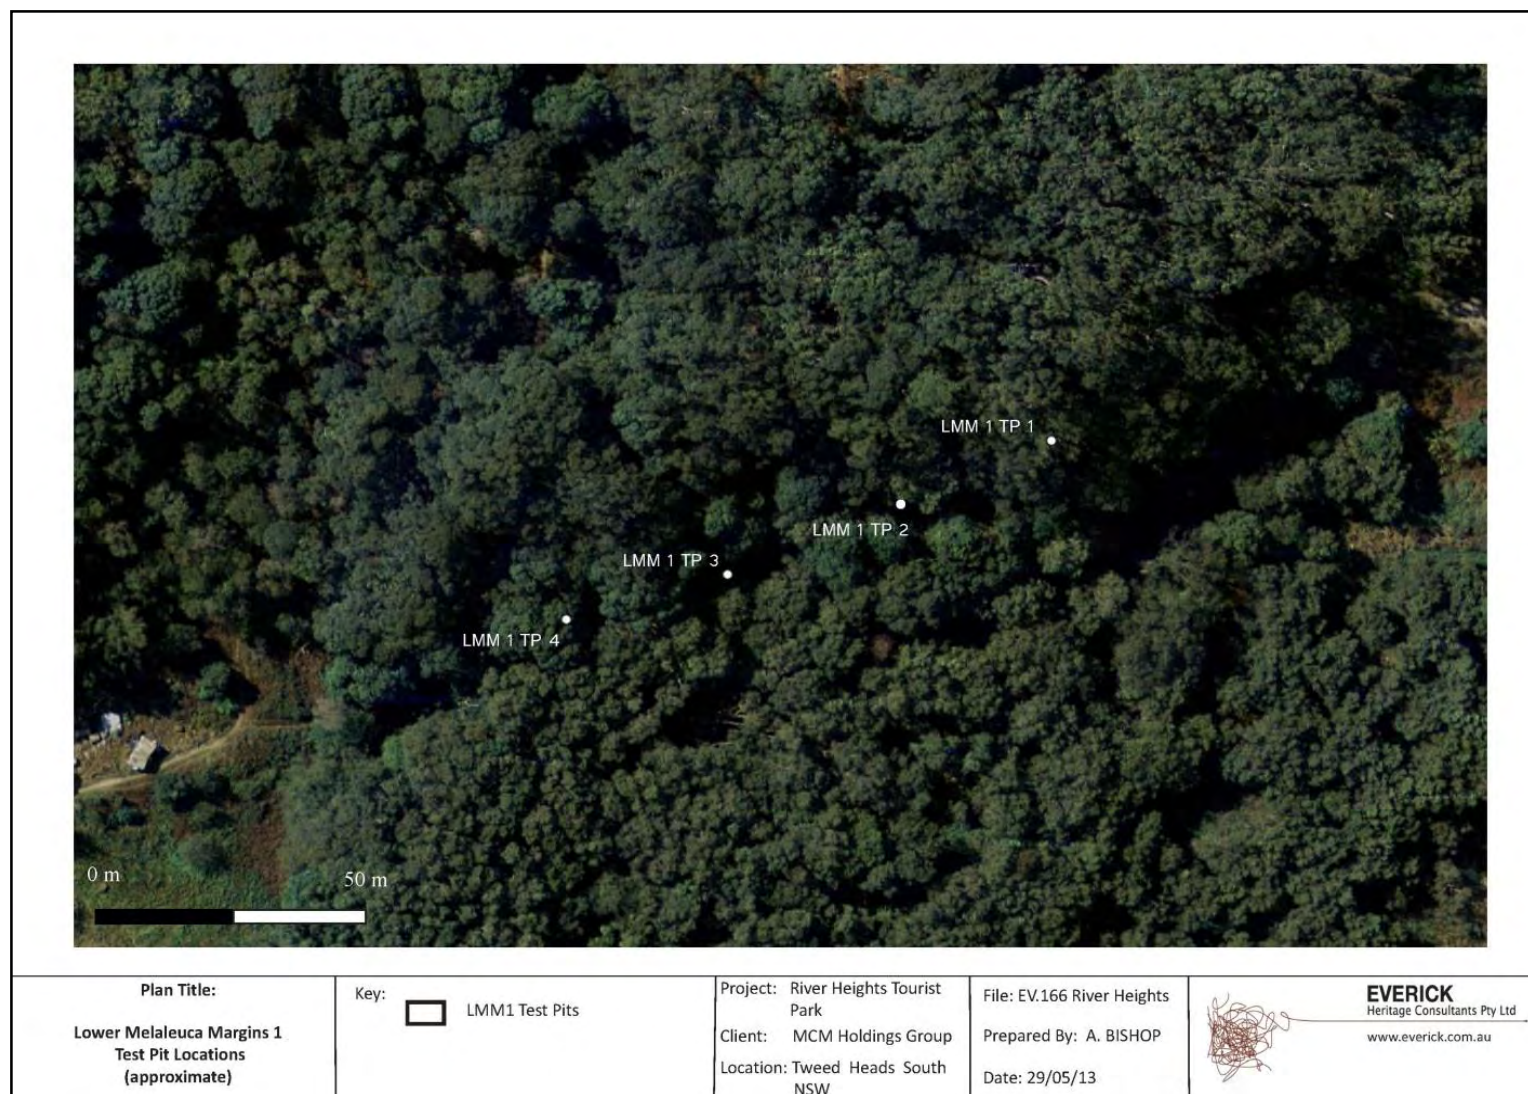 LMM 1 TP 1
LMM 1 TP 2
LMM 1 TP 3
LMM 1 TP 4
0 m
50 m
Plan Title:
Lower Melaleuca Margins 1
Test Pit Locations
(approximate)
Key:
LMM1 Test Pits
Project: River Heights Tourist
Park
Client: MCM Holdings Group
Location: Tweed Heads South
NSW
File: EV.166 River Heights
Prepared By: A. BISHOP
Date: 29/05/13
EVERICK
Heritage Consultants Pty Ltd
www.everick.com.au